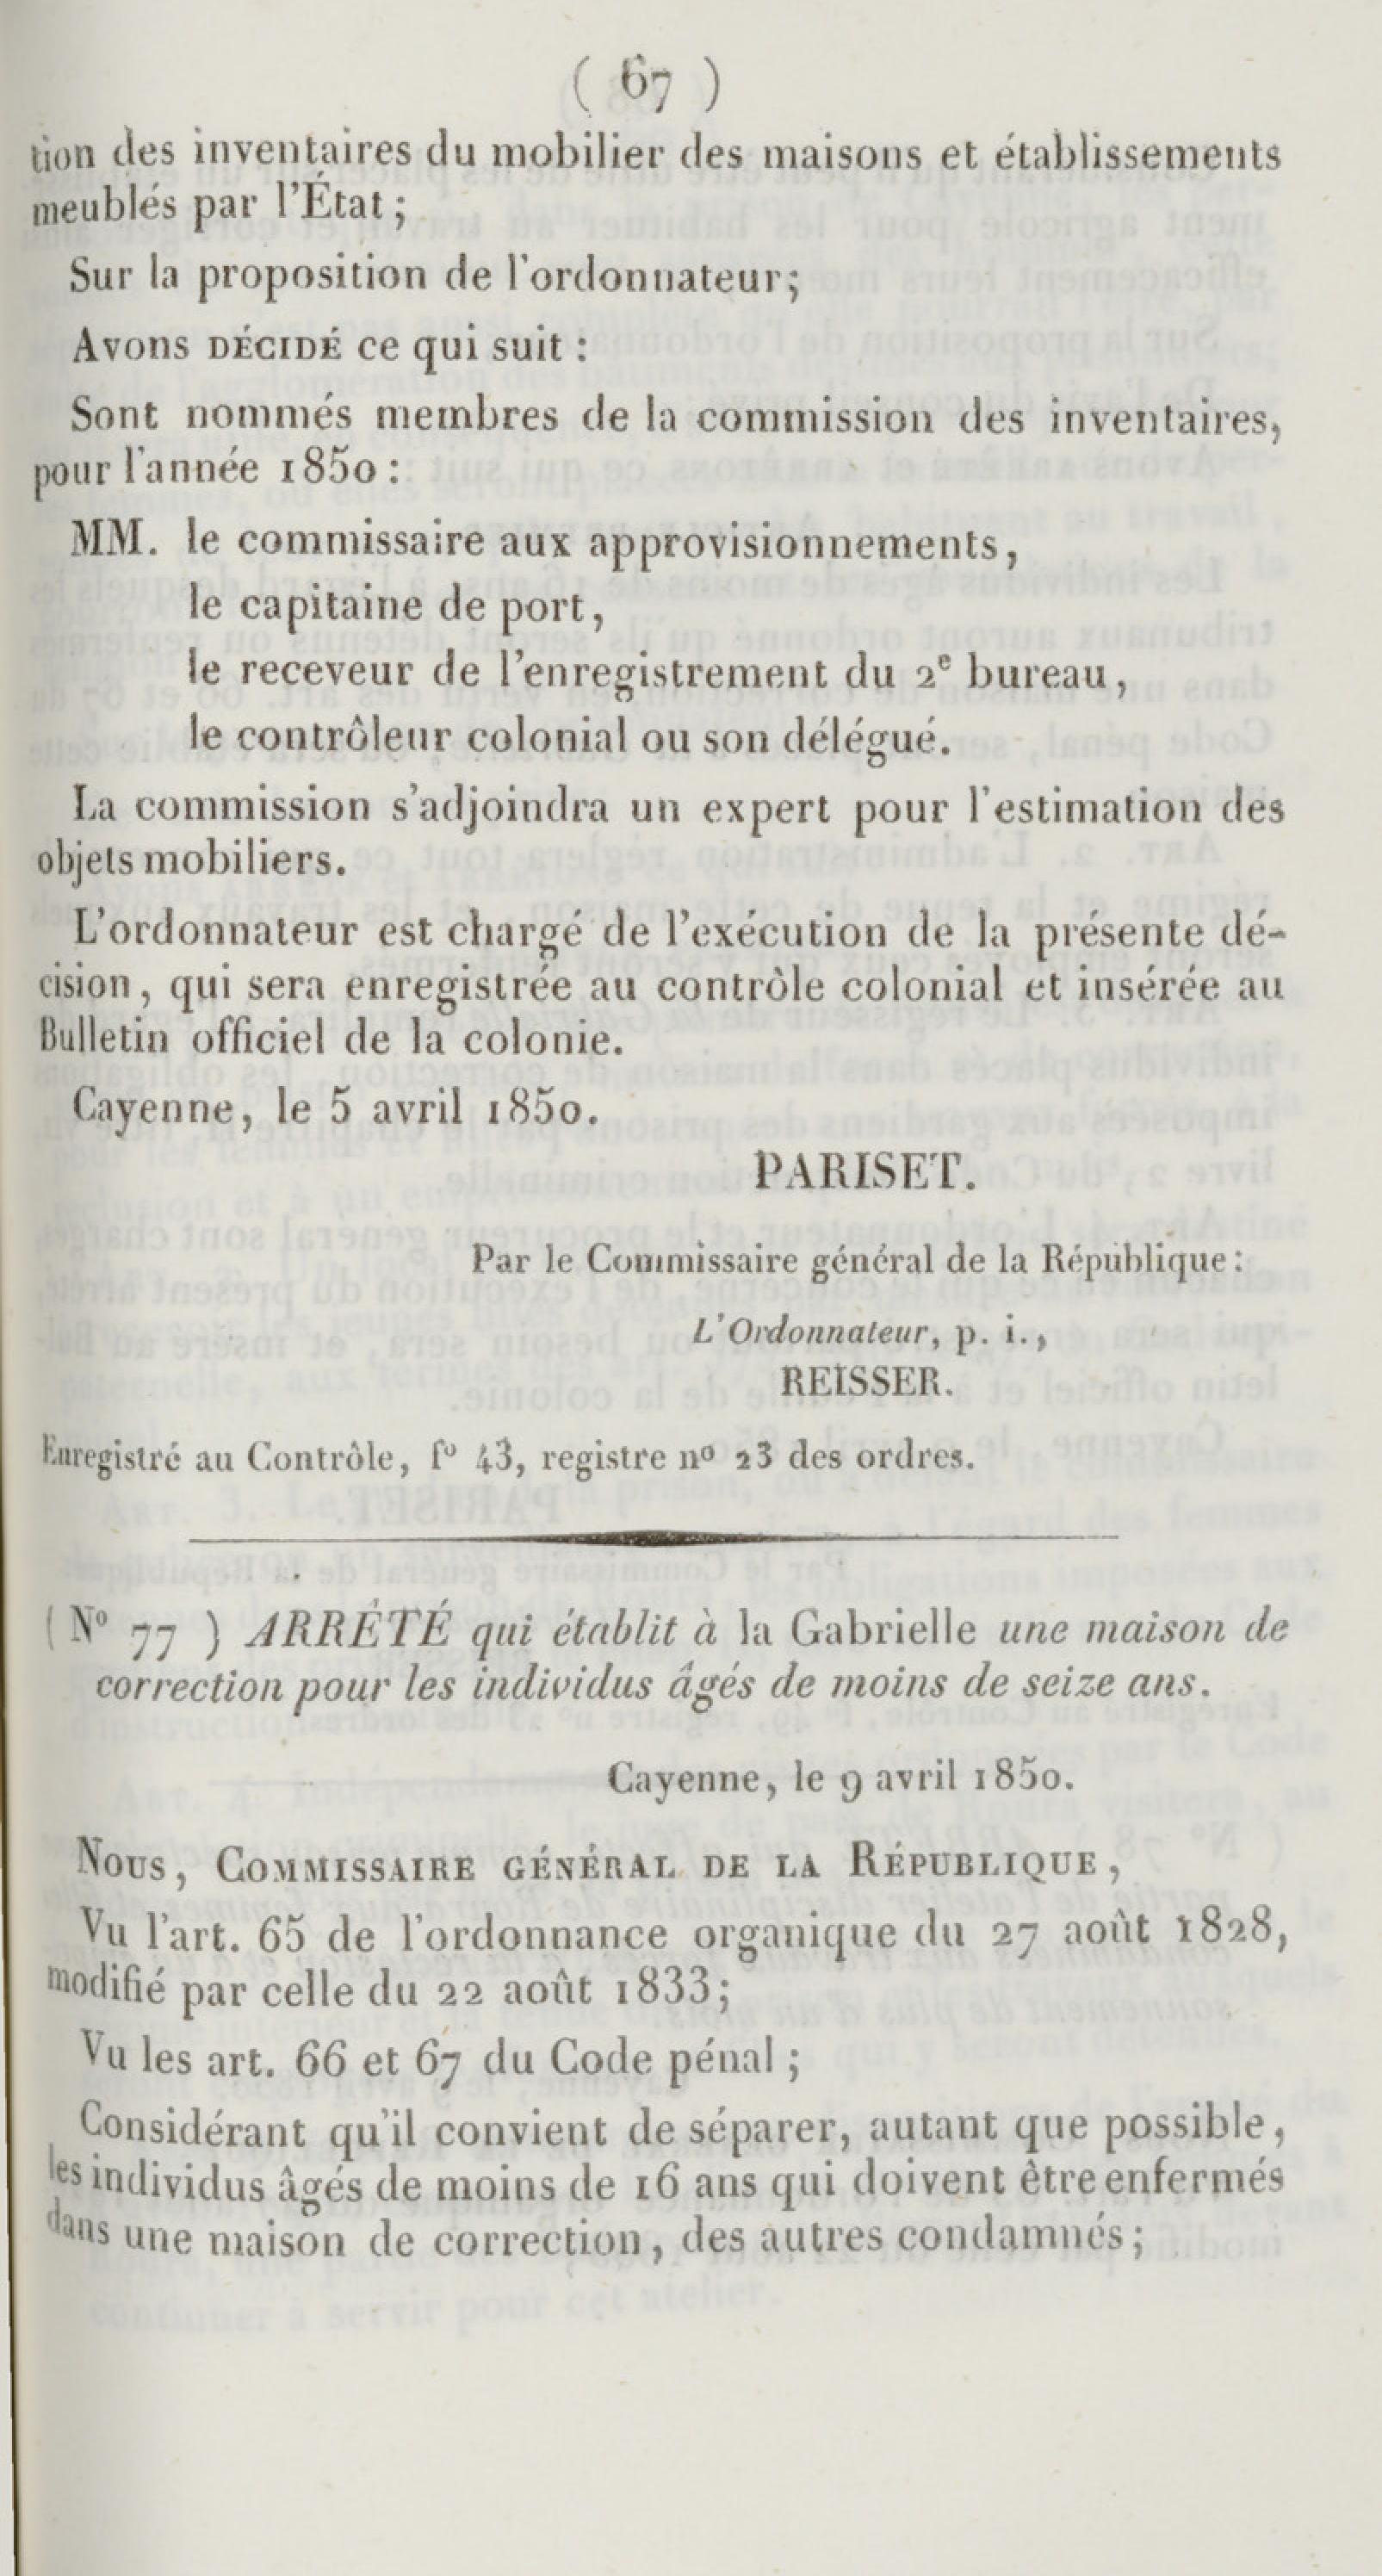 ( 67 )
tion des inventaires du mobilier des maisons et établissements
meublés par l'État ;
Sur la proposition de l'ordonnateur;
Avons DÉCIDÉ ce qui suit :
Sont nommés membres de la commission des inventaires,
pour l'année 1850 :
MM. le commissaire aux approvisionnements,
le capitaine de port,
le receveur de l'enregistrement du 2e bureau,
le contrôleur colonial ou son délégué.
La commission s'adjoindra un expert pour l'estimation des
objets mobiliers.
L'ordonnateur est chargé de l'exécution de la présente dé-
cision, qui sera enregistrée au contrôle colonial et insérée au
Bulletin officiel de la colonie.
Cayenne, le 5 avril 1850.
PARISET.
Par le Commissaire général de la République :
L'Ordonnateur, p. i.,
REISSER.
Enregistré au Contrôle, fo 43, registre no 23 des ordres.
( No 77 ) ARRÊTÉ qui établit à la Gabrielle une maison de
correction pour les individus âgés de moins de seize ans.
Cayenne, le 9 avril 1850.
NOUS, COMMISSAIRE GÉNÉRAL DE LA RÉPUBLIQUE,
Vu l'art. 65 de l'ordonnance organique du 27 août 1828,
modifié par celle du 22 août 1833;
Vu les art. 66 et 67 du Code pénal ;
Considérant qu'il convient de séparer, autant que possible,
les individus âgés de moins de 16 ans qui doivent être enfermés
dans une maison de correction, des autres condamnés;